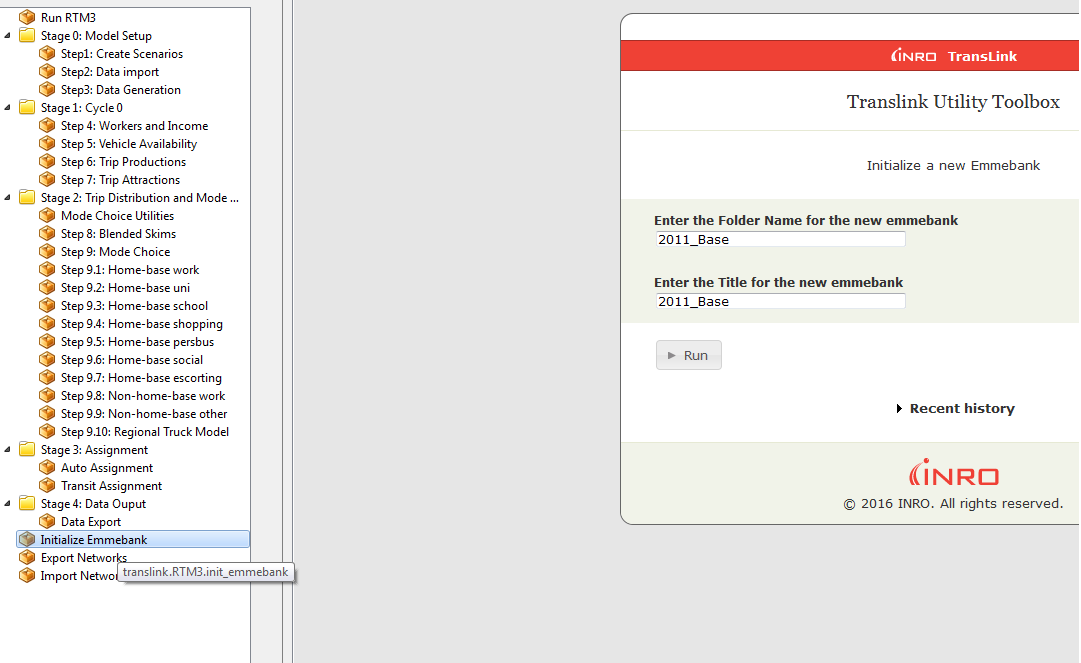 Run RTM3
Stage 0: Model Setup
Step1: Create Scenarios
Step2: Data import
Step3: Data Generation
Stage 1: Cycle 0
Step 4: Workers and Income
Step 5: Vehicle Availability
Step 6: Trip Productions
Step 7: Trip Attractions
Stage 2: Trip Distribution and Mode ...
Mode Choice Utilities
Step 8: Blended Skims
Step 9: Mode Choice
Step 9.1: Home-base work
Step 9.2: Home-base uni
Step 9.3: Home-base school
Step 9.4: Home-base shopping
Step 9.5: Home-base persbus
Step 9.6: Home-base social
Step 9.7: Home-base escorting
Step 9.8: Non-home-base work
Step 9.9: Non-home-base other
Step 9.10: Regional Truck Model
Stage 3: Assignment
Auto Assignment
Transit Assignment
Stage 4: Data Ouput
Data Export
Initialize Emmebank
Export Networks
Import Networ
translink.RTM3.init_emmebank
INRO TransLink
Translink Utility Toolbox
Initialize a new Emmebank
Enter the Folder Name for the new emmebank
2011_Base
Enter the Title for the new emmebank
2011_Base
Run
Recent history
INRO
© 2016 INRO. All rights reserved.